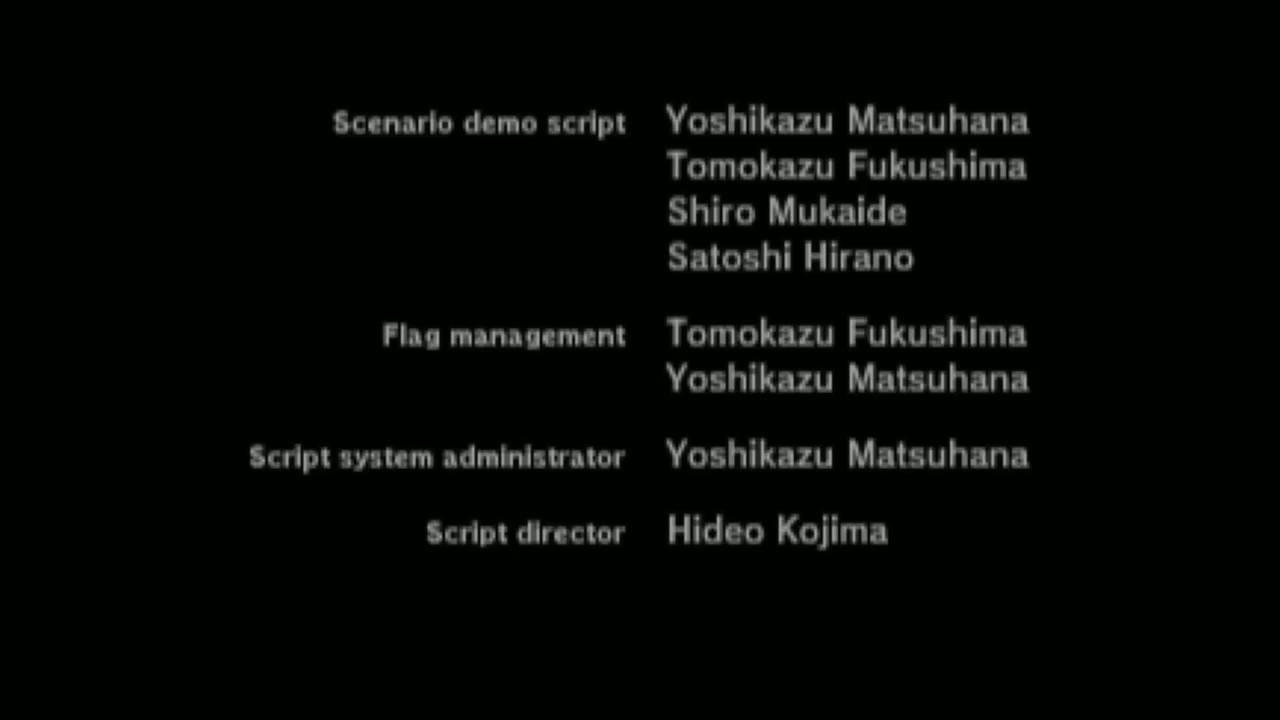 Scenario demo script Yoshikazu Matsuhana
Tomokazu Fukushima
Shiro Mukaide
Satoshi Hirano
Flag management Tomokazu Fukushima
Yoshikazu Matsuhana
Script system administrator Yoshikazu Matsuhana
Script director Hideo Kojima